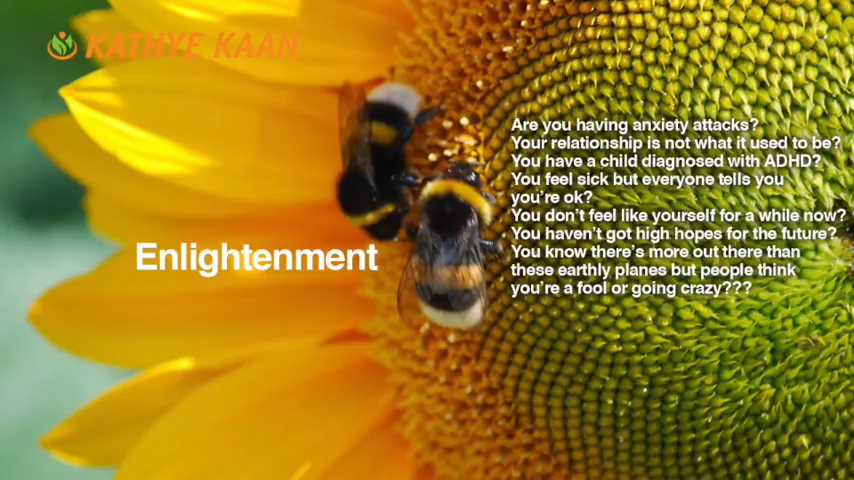 KATHYE KAAN
Are you having anxiety attacks?
Your relationship is not what it used to be?
You have a child diagnosed with ADHD?
You feel sick but everyone tells you
you're ok?
You don't feel like yourself for a while now?
You haven't got high hopes for the future?
You know there's more out there than
these earthly planes but people think
you're a fool or going crazy???
Enlightenment